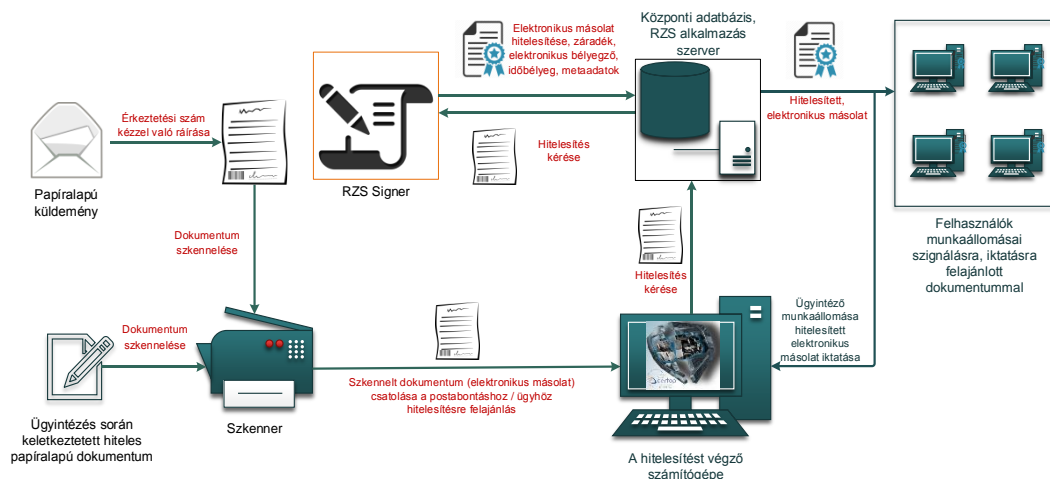 Elektronikus másolat
hitelesítése, záradék,
elektronikus bélyegző,
időbélyeg, metaadatok
Központi adatbázis,
RZS alkalmazás
szerver
Érkeztetési szám
kézzel való ráírása
Papíralapú
küldemény
RZS Signer
Hitelesítés
kérése
Hitelesített,
elektronikus másolat
Felhasználók
munkaállomásai
szignálásra, iktatásra
felajánlott
dokumentummal
Dokumentum
szkennelése
Hitelesítés
kérése
Ügyintéző
munkaállomása
hitelesített
elektronikus
másolat iktatása
Dokumentum
szkennelése
Szkennelt dokumentum (elektronikus másolat)
csatolása a postabontáshoz / ügyhöz
hitelesítésre felajánlás
certop
Ügyintézés során
keletkeztetett hiteles
papíralapú dokumentum
Szkenner
A hitelesítést végző
számítógépe